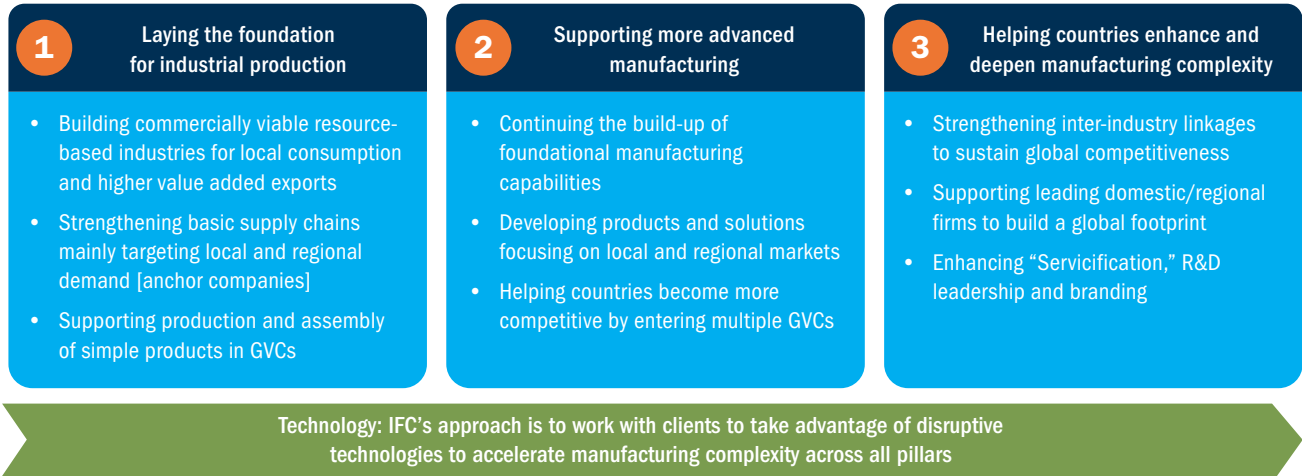 1
Laying the foundation
for industrial production
• Building commercially viable resource-
based industries for local consumption
and higher value added exports
• Strengthening basic supply chains
mainly targeting local and regional
demand [anchor companies]
• Supporting production and assembly
of simple products in GVCs
2
Supporting more advanced
manufacturing
• Continuing the build-up of
foundational manufacturing
capabilities
• Developing products and solutions
focusing on local and regional markets
• Helping countries become more
competitive by entering multiple GVCs
3
Helping countries enhance and
deepen manufacturing complexity
• Strengthening inter-industry linkages
to sustain global competitiveness
• Supporting leading domestic/regional
firms to build a global footprint
• Enhancing “Servicification,” R&D
leadership and branding
Technology: IFC’s approach is to work with clients to take advantage of disruptive
technologies to accelerate manufacturing complexity across all pillars